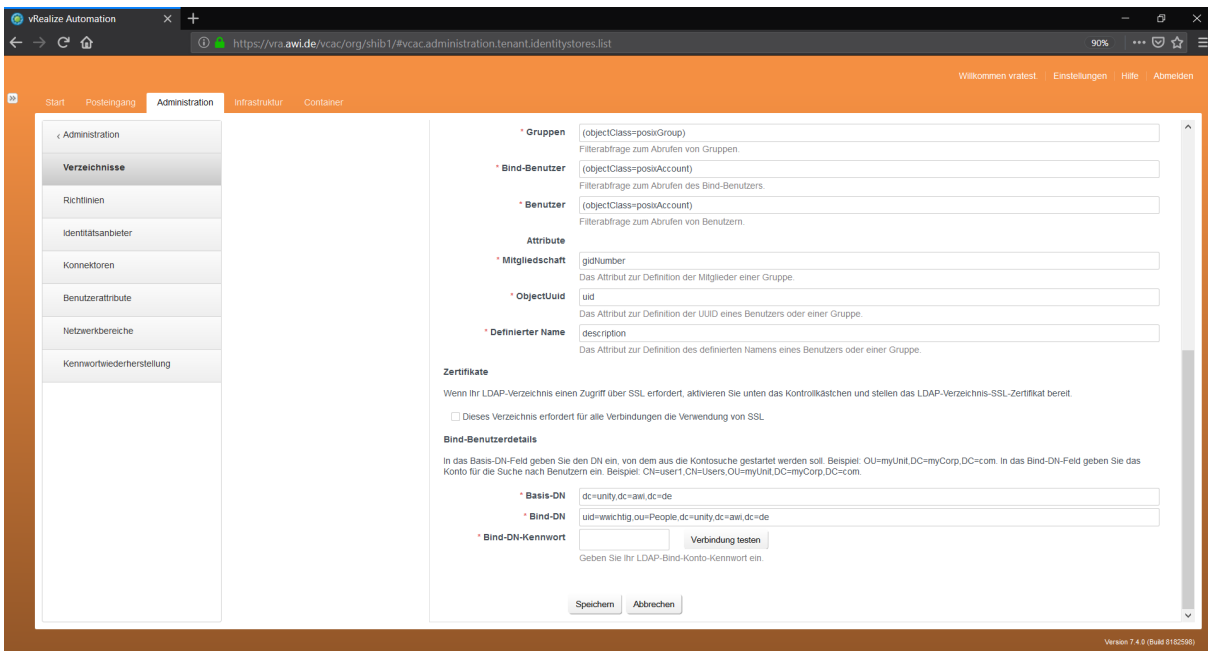 vRealize Automation
https://vra.awi.de/vcac/org/shib1/#vcac.administration.tenant.identitystores.list
90%
Willkommen vratest
Einstellungen
Hilfe
Abmelden
Start
Posteingang
Administration
Infrastruktur
Container
‹ Administration
Verzeichnisse
Richtlinien
Identitätsanbieter
Konnektoren
Benutzerattribute
Netzwerkbereiche
Kennwortwiederherstellung
* Gruppen (objectClass=posixGroup)
Filterabfrage zum Abrufen von Gruppen.
* Bind-Benutzer (objectClass=posixAccount)
Filterabfrage zum Abrufen des Bind-Benutzers.
* Benutzer (objectClass=posixAccount)
Filterabfrage zum Abrufen von Benutzern.
Attribute
* Mitgliedschaft gidNumber
Das Attribut zur Definition der Mitglieder einer Gruppe.
* ObjectUuid uid
Das Attribut zur Definition der UUID eines Benutzers oder einer Gruppe.
* Definierter Name description
Das Attribut zur Definition des definierten Namens eines Benutzers oder einer Gruppe.
Zertifikate
Wenn Ihr LDAP-Verzeichnis einen Zugriff über SSL erfordert, aktivieren Sie unten das Kontrollkästchen und stellen das LDAP-Verzeichnis-SSL-Zertifikat bereit.
Dieses Verzeichnis erfordert für alle Verbindungen die Verwendung von SSL
Bind-Benutzerdetails
In das Basis-DN-Feld geben Sie den DN ein, von dem aus die Kontosuche gestartet werden soll. Beispiel: OU=myUnit,DC=myCorp,DC=com. In das Bind-DN-Feld geben Sie das
Konto für die Suche nach Benutzern ein. Beispiel: CN=user1,CN=Users,OU=myUnit,DC=myCorp,DC=com.
* Basis-DN dc=unity,dc=awi,dc=de
* Bind-DN uid=wwichtig,ou=People,dc=unity,dc=awi,dc=de
* Bind-DN-Kennwort Verbindung testen
Geben Sie Ihr LDAP-Bind-Konto-Kennwort ein.
Speichern Abbrechen
Version 7.4.0 (Build 8182598)